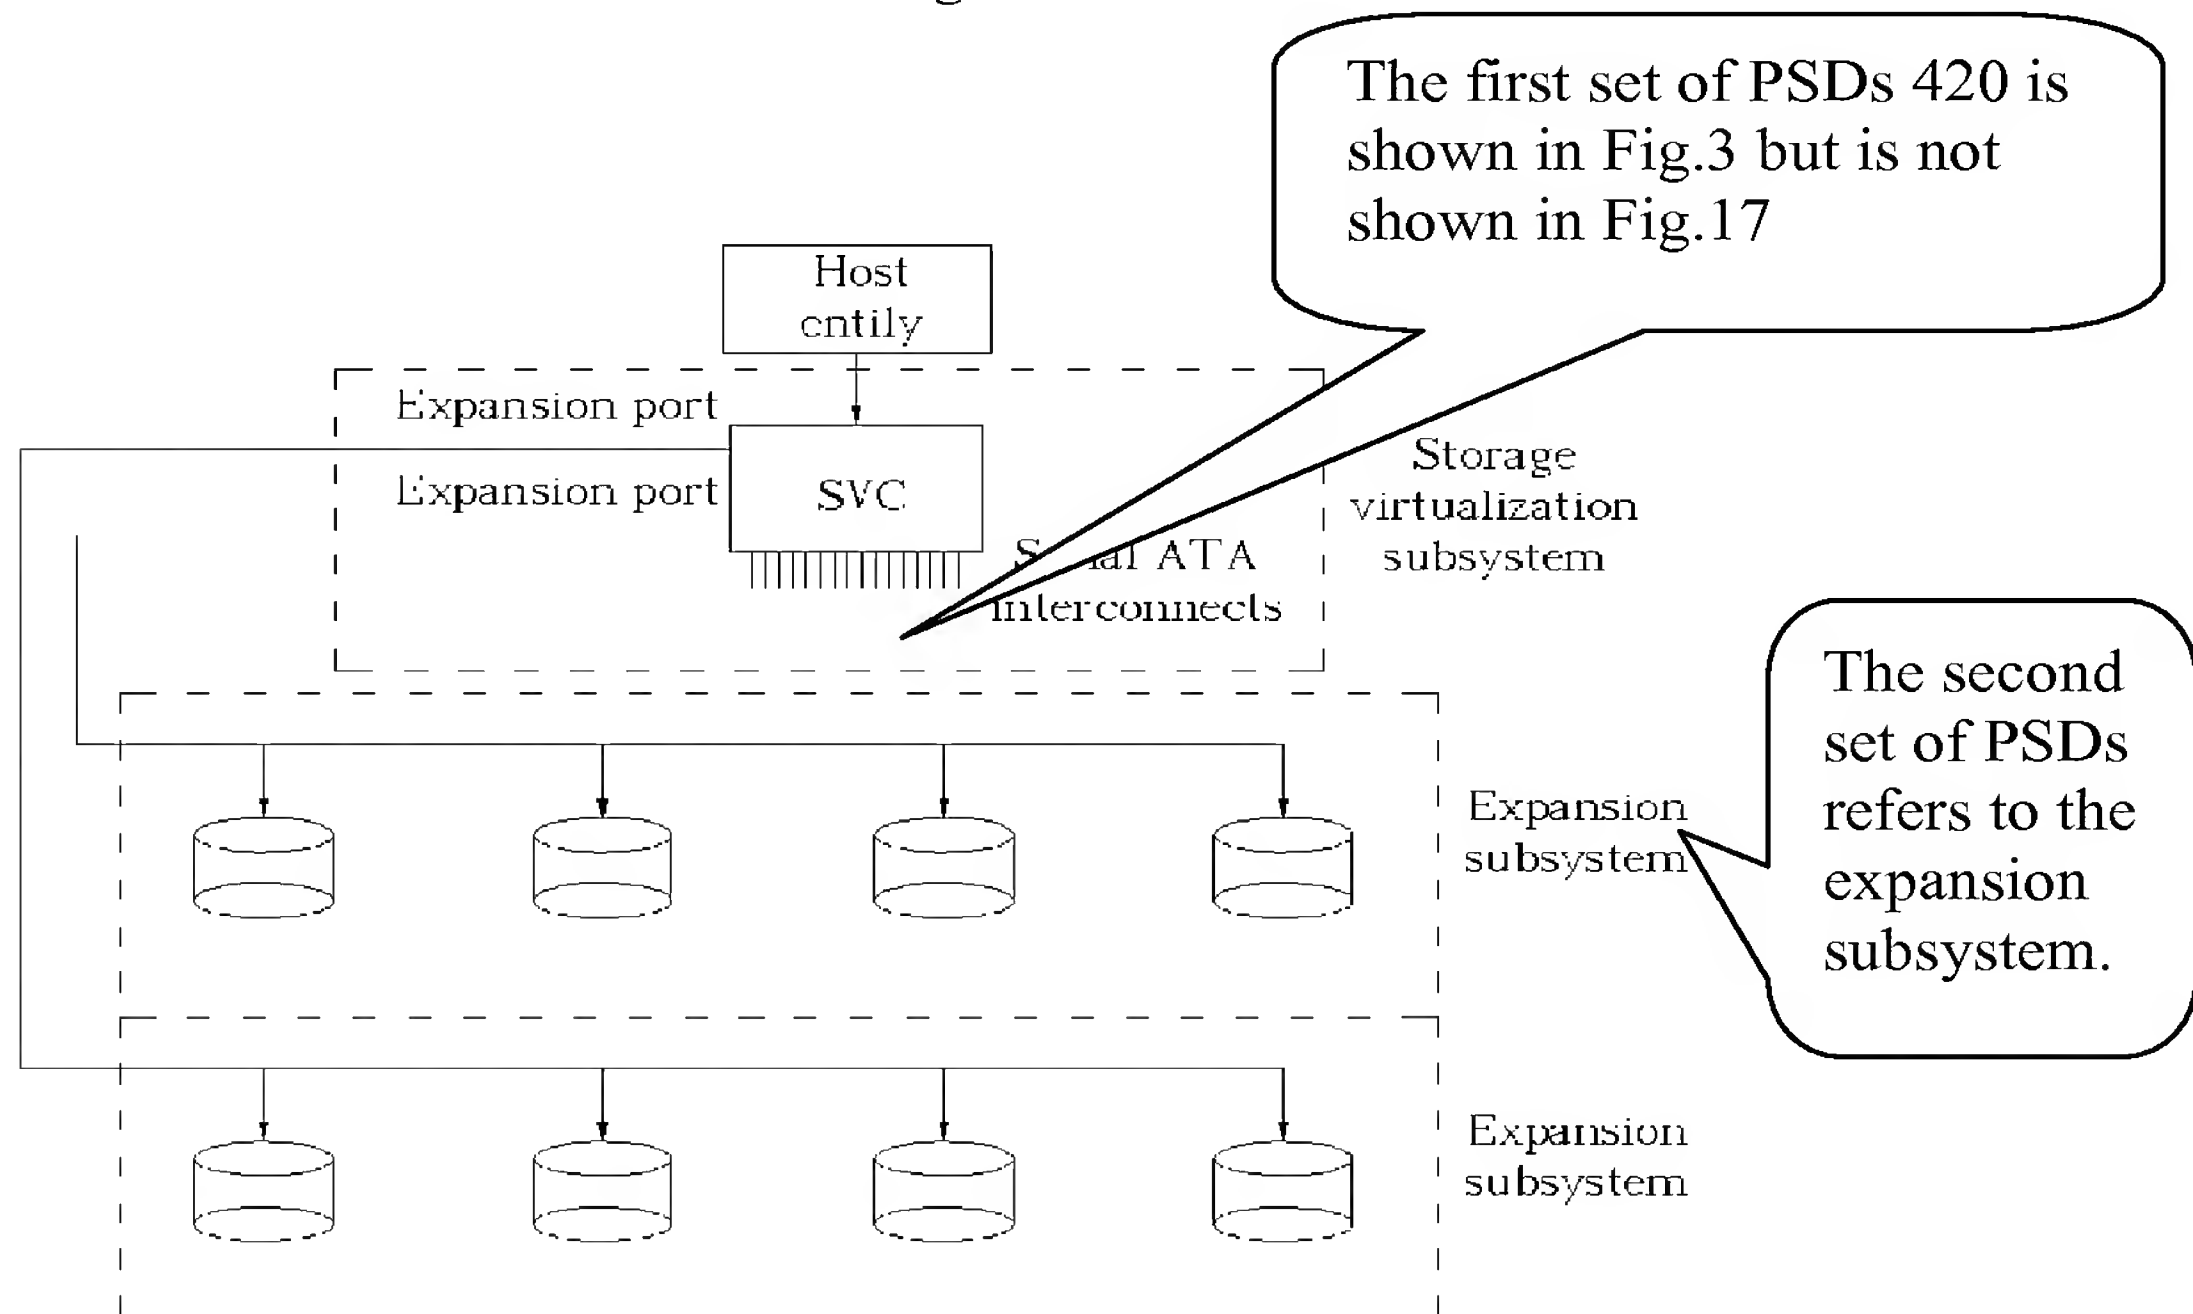 The first set of PSDs 420 is
shown in Fig.3 but is not
shown in Fig.17
Host
cntily
Expansion port
Expansion port
SVC
ATA
interconnects
Storage
virtualization
subsystem
The second
set of PSDs
refers to the
expansion
subsystem.
Expansion
subsystem
Expansion
subsystem